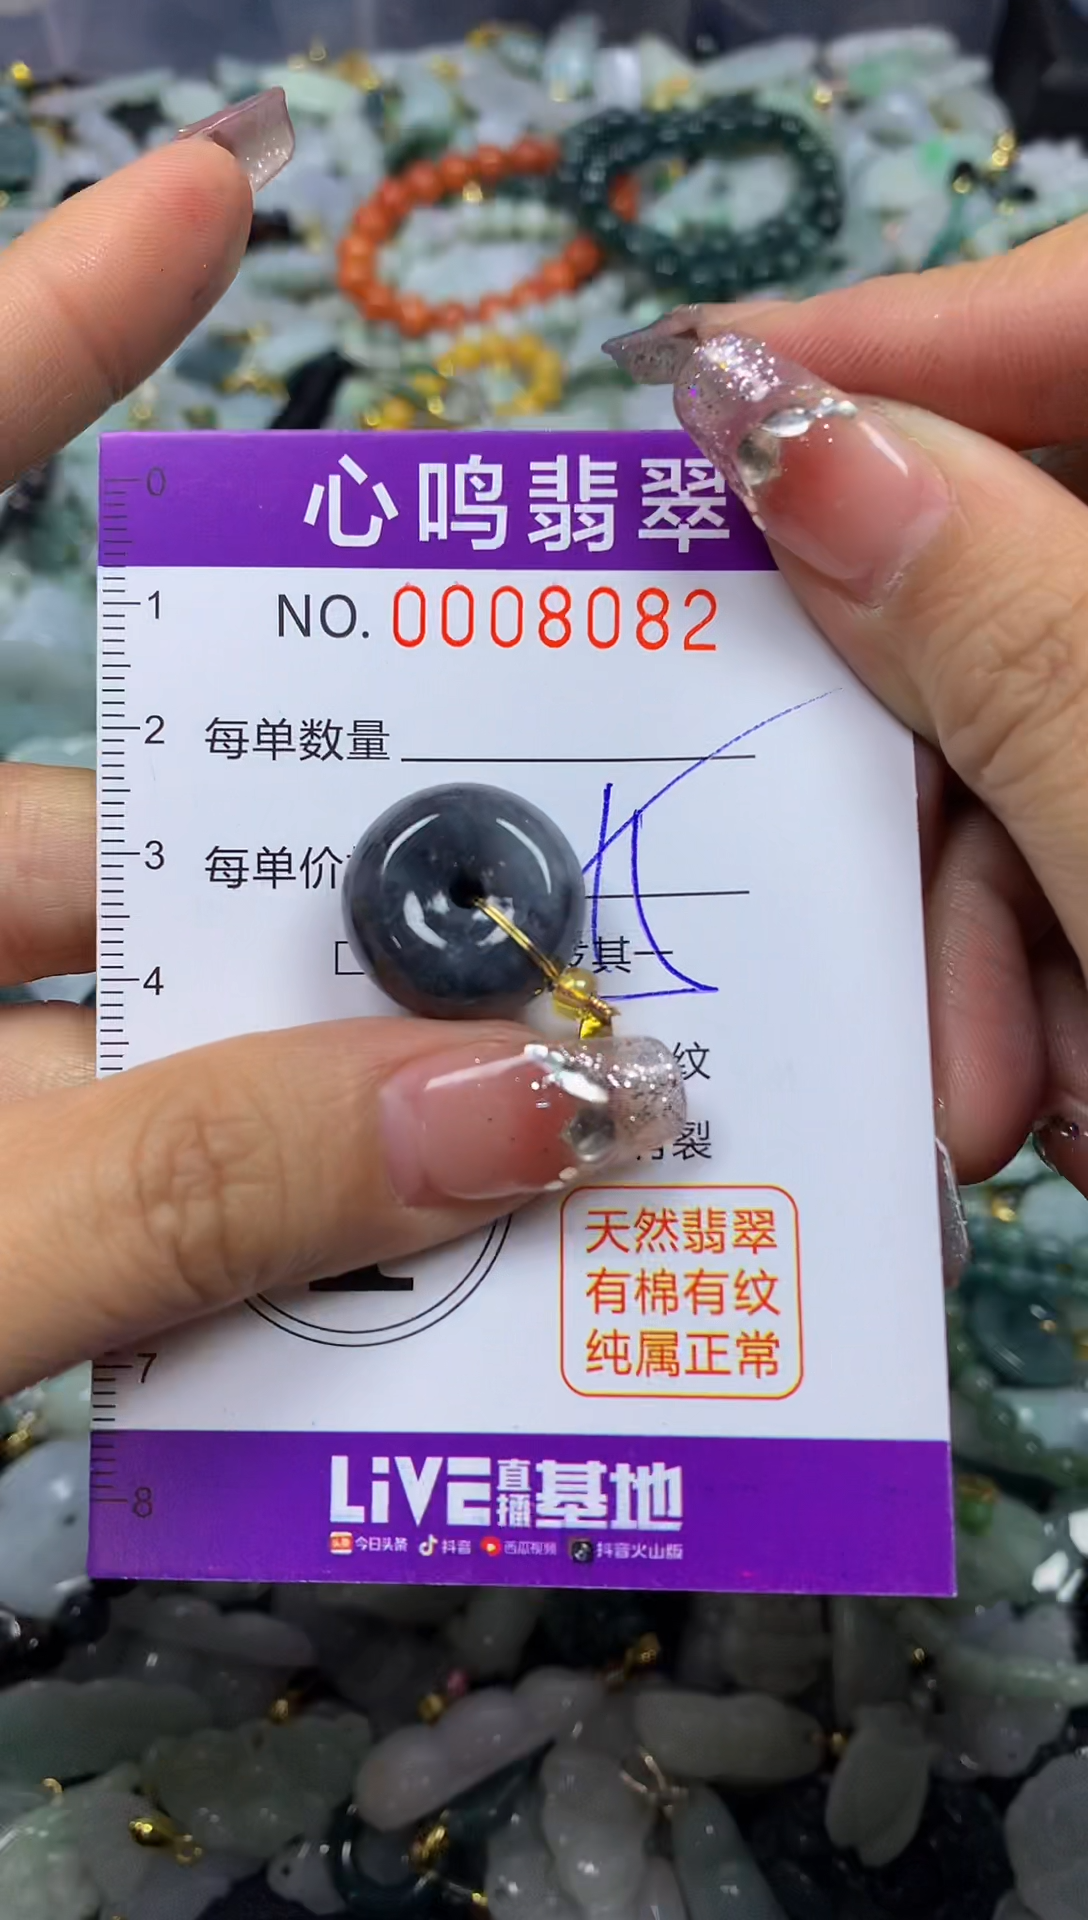 心鸣翡翠
NO. 0008082
每单数量
每单价
其一
纹
裂
天然翡翠
有棉有纹
纯属正常
LiVE直播基地
头条 今日头条 抖音 西瓜视频 抖音火山版
0
1
2
3
4
7
8